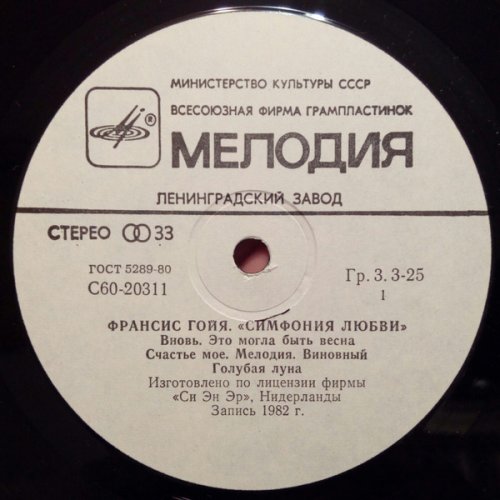 МИНИСТЕРСТВО КУЛЬТУРЫ СССР
ВСЕСОЮЗНАЯ ФИРМА ГРАМПЛАСТИНОК
® МЕЛОДИЯ
ЛЕНИНГРАДСКИЙ ЗАВОД
СТЕРЕО 33
ГОСТ 5289-80
С60-20311
Гр. 3. 3-25
1
ФРАНСИС ГОЙЯ. «СИМФОНИЯ ЛЮБВИ»
Вновь. Это могла быть весна
Счастье мое. Мелодия. Виновный
Голубая луна
Изготовлено по лицензии фирмы
«Си Эн Эр», Нидерланды
Запись 1982 г.